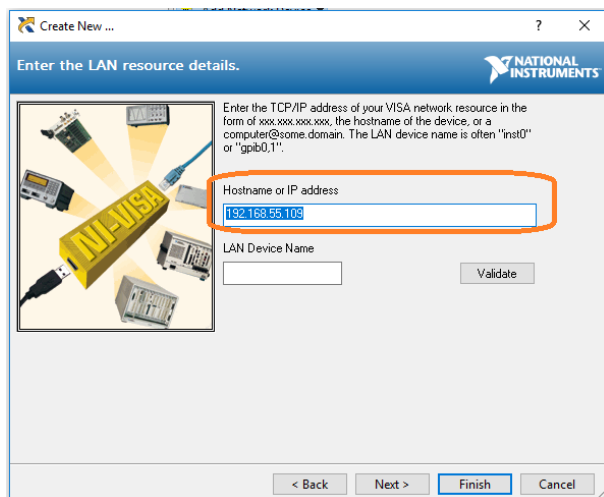 Create New ...
?
Enter the LAN resource details.
NATIONAL
INSTRUMENTS
Enter the TCP/IP address of your VISA network resource in the
form of xxx.xxx.xxx.xxx, the hostname of the device, or a
computer@some.domain. The LAN device name is often "inst0"
or "gpib0,1".
NI-VISA
Hostname or IP address
192.168.55.109
LAN Device Name
Validate
< Back
Next >
Finish
Cancel